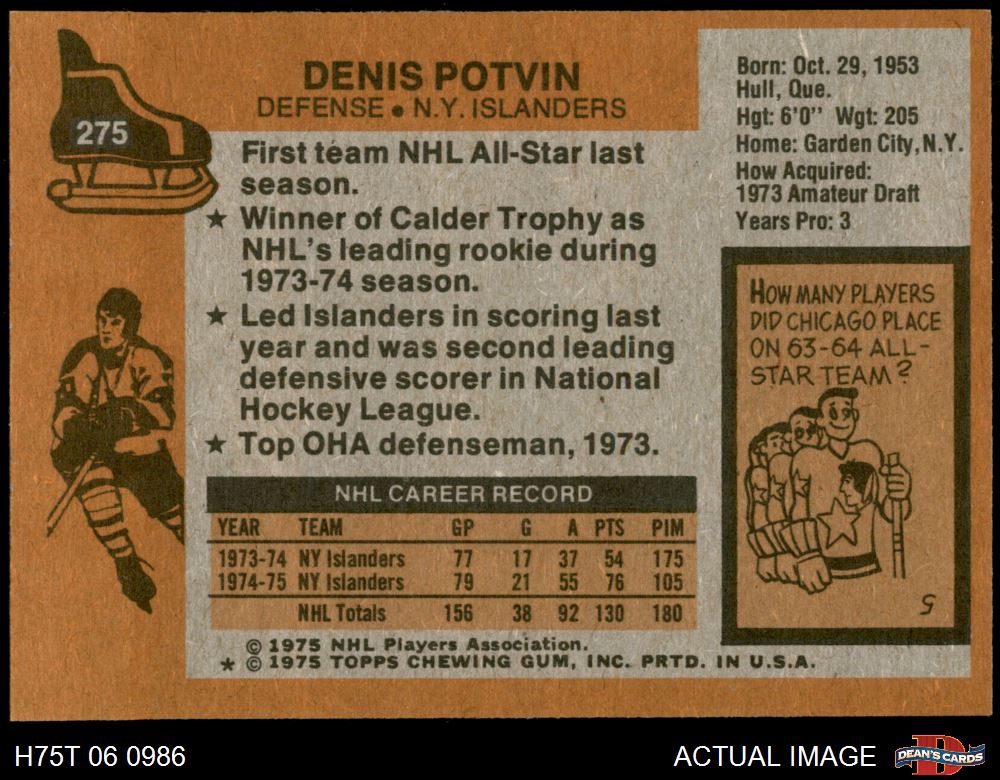 275
DENIS POTVIN
DEFENSE • N.Y. ISLANDERS
First team NHL All-Star last
season.
★ Winner of Calder Trophy as
NHL's leading rookie during
1973-74 season.
★ Led Islanders in scoring last
year and was second leading
defensive scorer in National
Hockey League.
★ Top OHA defenseman, 1973.
Born: Oct. 29, 1953
Hull, Que.
Hgt: 6'0" Wgt: 205
Home: Garden City, N.Y.
How Acquired:
1973 Amateur Draft
Years Pro: 3
HOW MANY PLAYERS
DID CHICAGO PLACE
ON 63-64 ALL-
STAR TEAM?
5
NHL CAREER RECORD
YEAR TEAM GP G A PTS PIM
1973-74 NY Islanders 77 17 37 54 175
1974-75 NY Islanders 79 21 55 76 105
NHL Totals 156 38 92 130 180
© 1975 NHL Players Association.
★ © 1975 TOPPS CHEWING GUM, INC. PRTD. IN U.S.A.
H75T 06 0986
ACTUAL IMAGE
D
DEAN'S CARDS